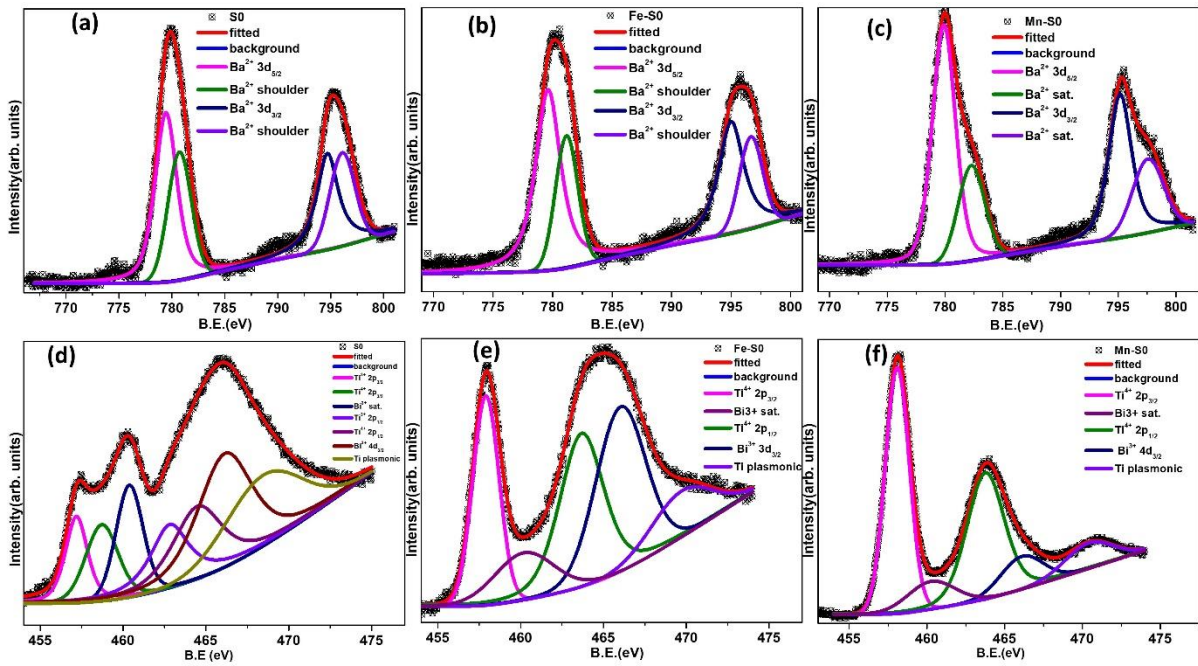 (a)
S0
fitted
background
Ba²⁺ 3d₅/₂
Ba²⁺ shoulder
Ba²⁺ 3d₃/₂
Ba²⁺ shoulder
Intensity(arb. units)
770 775 780 785 790 795 800
B.E.(eV)
(b)
Fe-S0
fitted
background
Ba²⁺ 3d₅/₂
Ba²⁺ shoulder
Ba²⁺ 3d₃/₂
Ba²⁺ shoulder
Intensity(arb. units)
770 775 780 785 790 795 800
B.E.(eV)
(c)
Mn-S0
fitted
background
Ba²⁺ 3d₅/₂
Ba²⁺ sat.
Ba²⁺ 3d₃/₂
Ba²⁺ sat.
Intensity(arb. units)
770 775 780 785 790 795 800
B.E.(eV)
(d)
S0
fitted
background
Bi³⁺ sat.
Ti plasmonic
Intensity(arb. units)
455 460 465 470 475
B.E (eV)
(e)
Fe-S0
fitted
background
Ti⁴⁺ 2p₃/₂
Bi3+ sat.
Ti⁴⁺ 2p₁/₂
Bi³⁺ 3d₃/₂
Ti plasmonic
Intensity(arb. units)
455 460 465 470 475
B.E.(eV)
(f)
Mn-S0
fitted
background
Ti⁴⁺ 2p₃/₂
Bi3+ sat.
Ti⁴⁺ 2p₁/₂
Bi³⁺ 4d₃/₂
Ti plasmonic
Intensity(arb. units)
455 460 465 470 475
B.E.(eV)